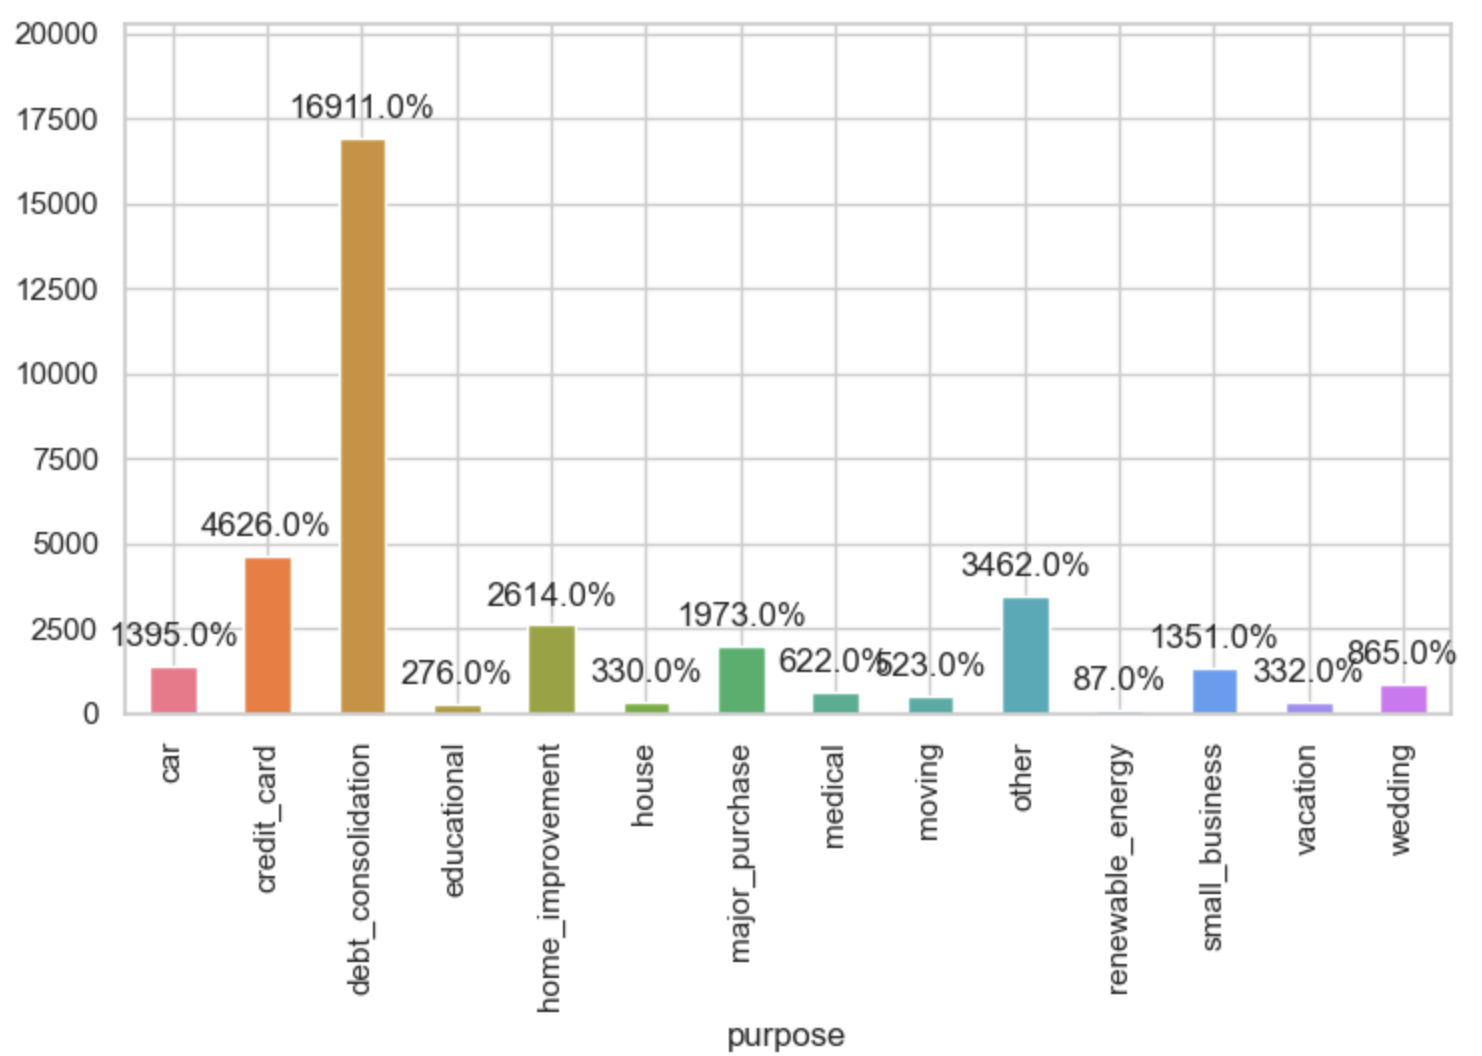 20000
17500
15000
12500
10000
7500
5000
2500
0
1395.0%
4626.0%
16911.0%
276.0%
2614.0%
330.0%
1973.0%
622.0%
523.0%
3462.0%
87.0%
1351.0%
332.0%
865.0%
car
credit_card
debt_consolidation
educational
home_improvement
house
major_purchase
medical
moving
other
renewable_energy
small_business
vacation
wedding
purpose